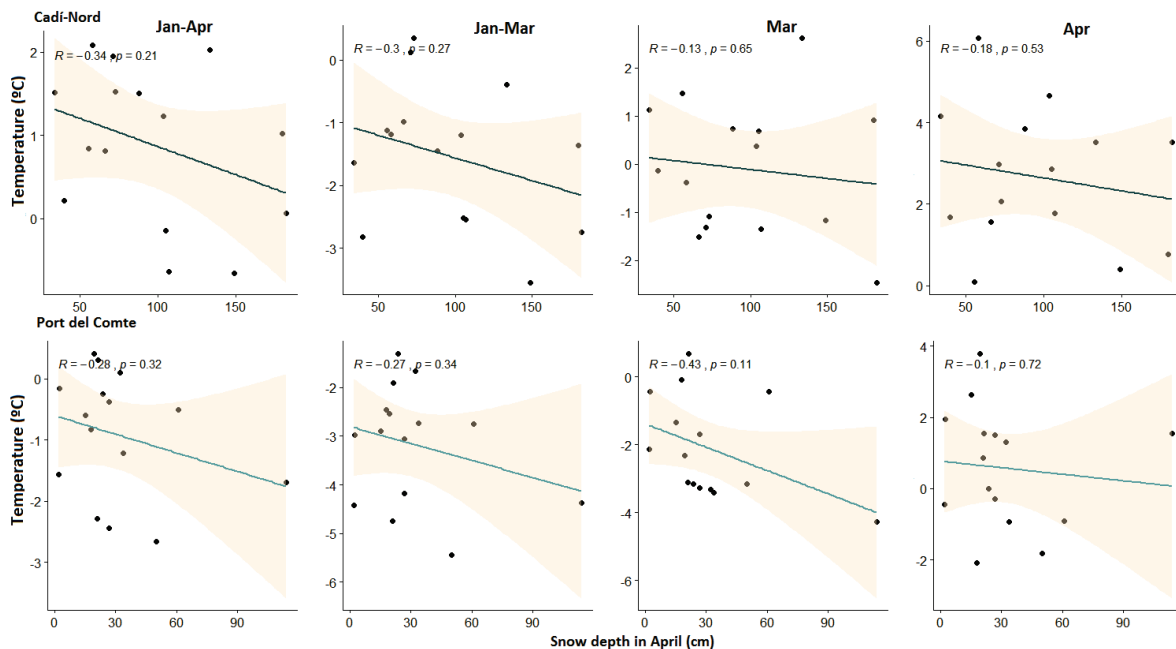 Cadí-Nord
Jan-Apr
Jan-Mar
Mar
Apr
R = −0.34 , p = 0.21
R = −0.3 , p = 0.27
R = −0.13 , p = 0.65
R = −0.18 , p = 0.53
Temperature (ºC)
2
1
0
50 100 150
0
-1
-2
-3
50 100 150
2
1
0
-1
-2
50 100 150
6
4
2
0
50 100 150
Port del Comte
R = −0.28 , p = 0.32
R = −0.27 , p = 0.34
R = −0.43 , p = 0.11
R = −0.1 , p = 0.72
Temperature (ºC)
0
-1
-2
-3
0 30 60 90
-2
-3
-4
-5
-6
0 30 60 90
0
-2
-4
-6
0 30 60 90
4
2
0
-2
0 30 60 90
Snow depth in April (cm)